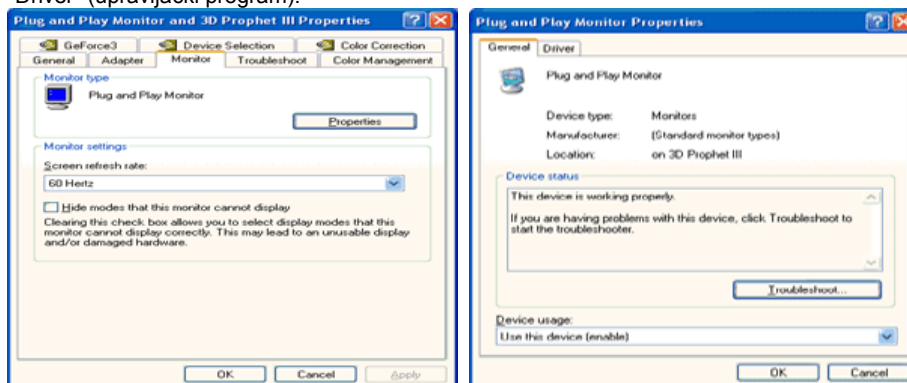 "Driver" (upravljački program).
Plug and Play Monitor and 3D Prophet III Properties
GeForce3 Device Selection Color Correction
General Adapter Monitor Troubleshoot Color Management
Monitor type
Plug and Play Monitor
Properties
Monitor settings
Screen refresh rate:
60 Hertz
Hide modes that this monitor cannot display
Clearing this check box allows you to select display modes that this
monitor cannot display correctly. This may lead to an unusable display
and/or damaged hardware.
OK Cancel Apply
Plug and Play Monitor Properties
General Driver
Plug and Play Monitor
Device type: Monitors
Manufacturer: (Standard monitor types)
Location: on 3D Prophet III
Device status
This device is working properly.
If you are having problems with this device, click Troubleshoot to
start the troubleshooter.
Troubleshoot...
Device usage:
Use this device (enable)
OK Cancel